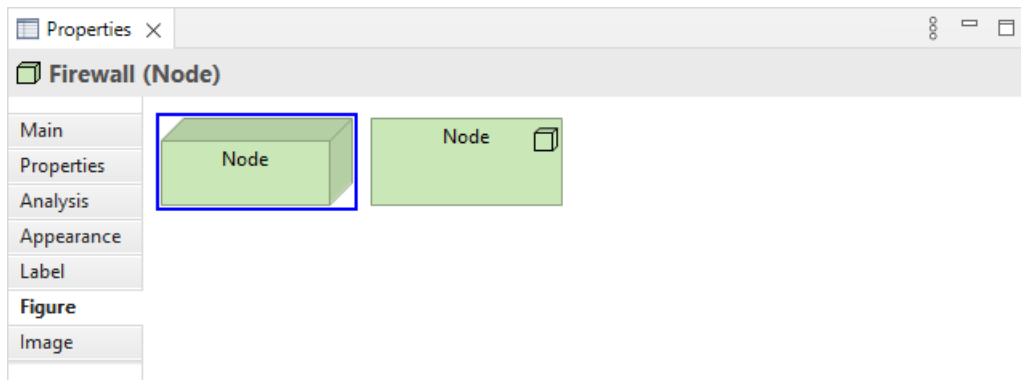 Properties
Firewall (Node)
Main
Properties
Analysis
Appearance
Label
Figure
Image
Node
Node